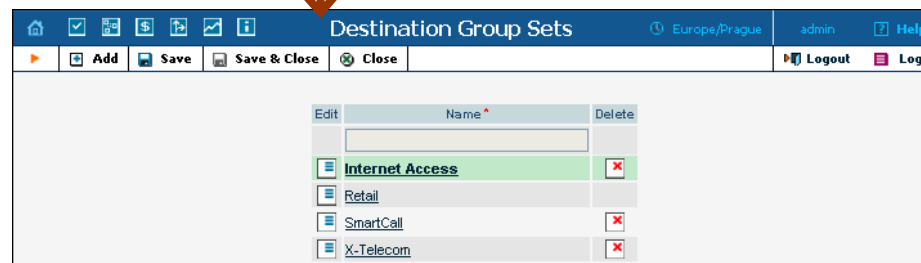 Destination Group Sets Europe/Prague admin Help
Add Save Save & Close Close Logout Log
Edit Name* Delete
Internet Access
Retail
SmartCall
X-Telecom